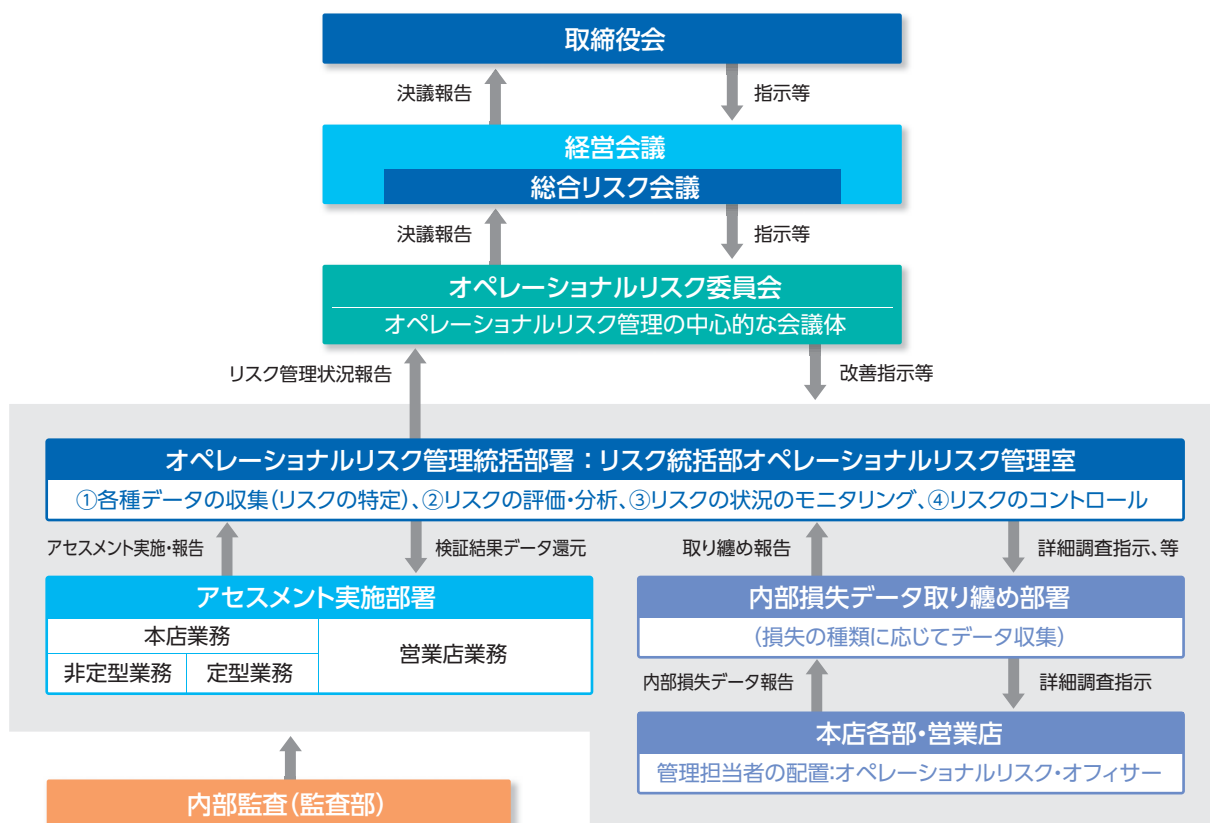 取締役会
決議報告
指示等
経営会議
総合リスク会議
決議報告
指示等
オペレーショナルリスク委員会
オペレーショナルリスク管理の中心的な会議体
リスク管理状況報告
改善指示等
オペレーショナルリスク管理統括部署：リスク統括部オペレーショナルリスク管理室
①各種データの収集(リスクの特定)、②リスクの評価・分析、③リスクの状況のモニタリング、④リスクのコントロール
アセスメント実施・報告
検証結果データ還元
取り纏め報告
詳細調査指示、等
アセスメント実施部署
本店業務
営業店業務
非定型業務
定型業務
内部損失データ取り纏め部署
(損失の種類に応じてデータ収集)
内部損失データ報告
詳細調査指示
本店各部・営業店
管理担当者の配置:オペレーショナルリスク・オフィサー
内部監査(監査部)